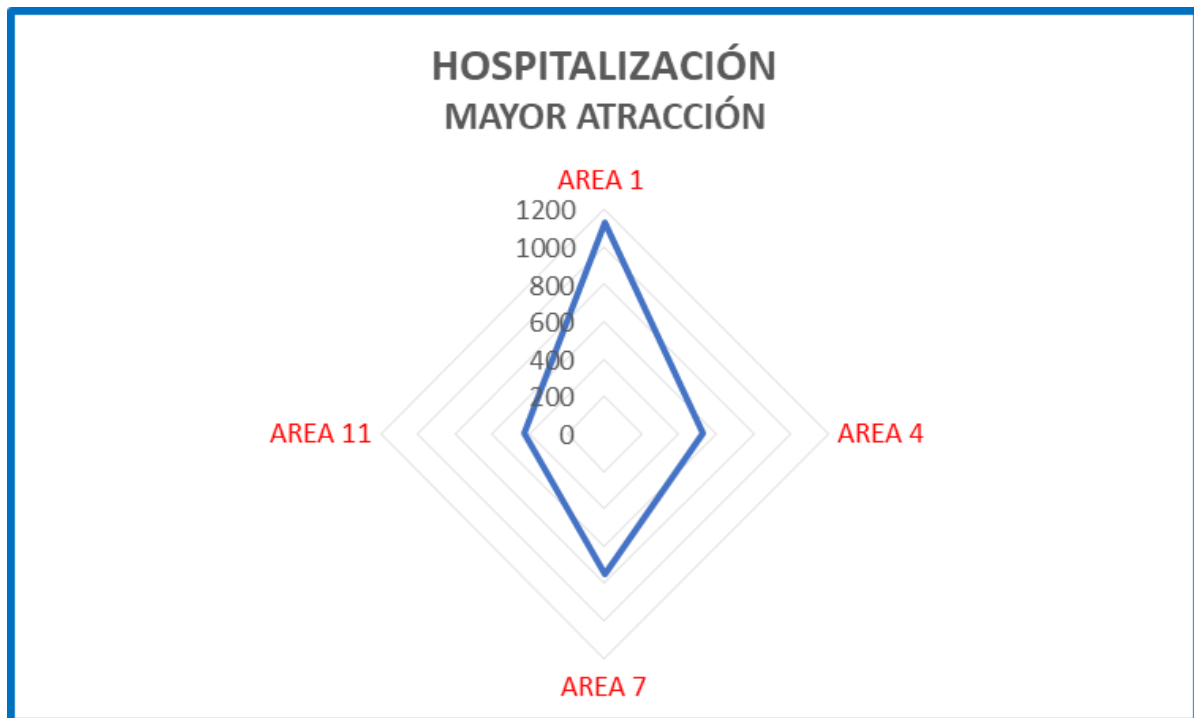 HOSPITALIZACIÓN
MAYOR ATRACCIÓN
AREA 1
1200
1000
800
600
400
200
0
AREA 11
AREA 4
AREA 7